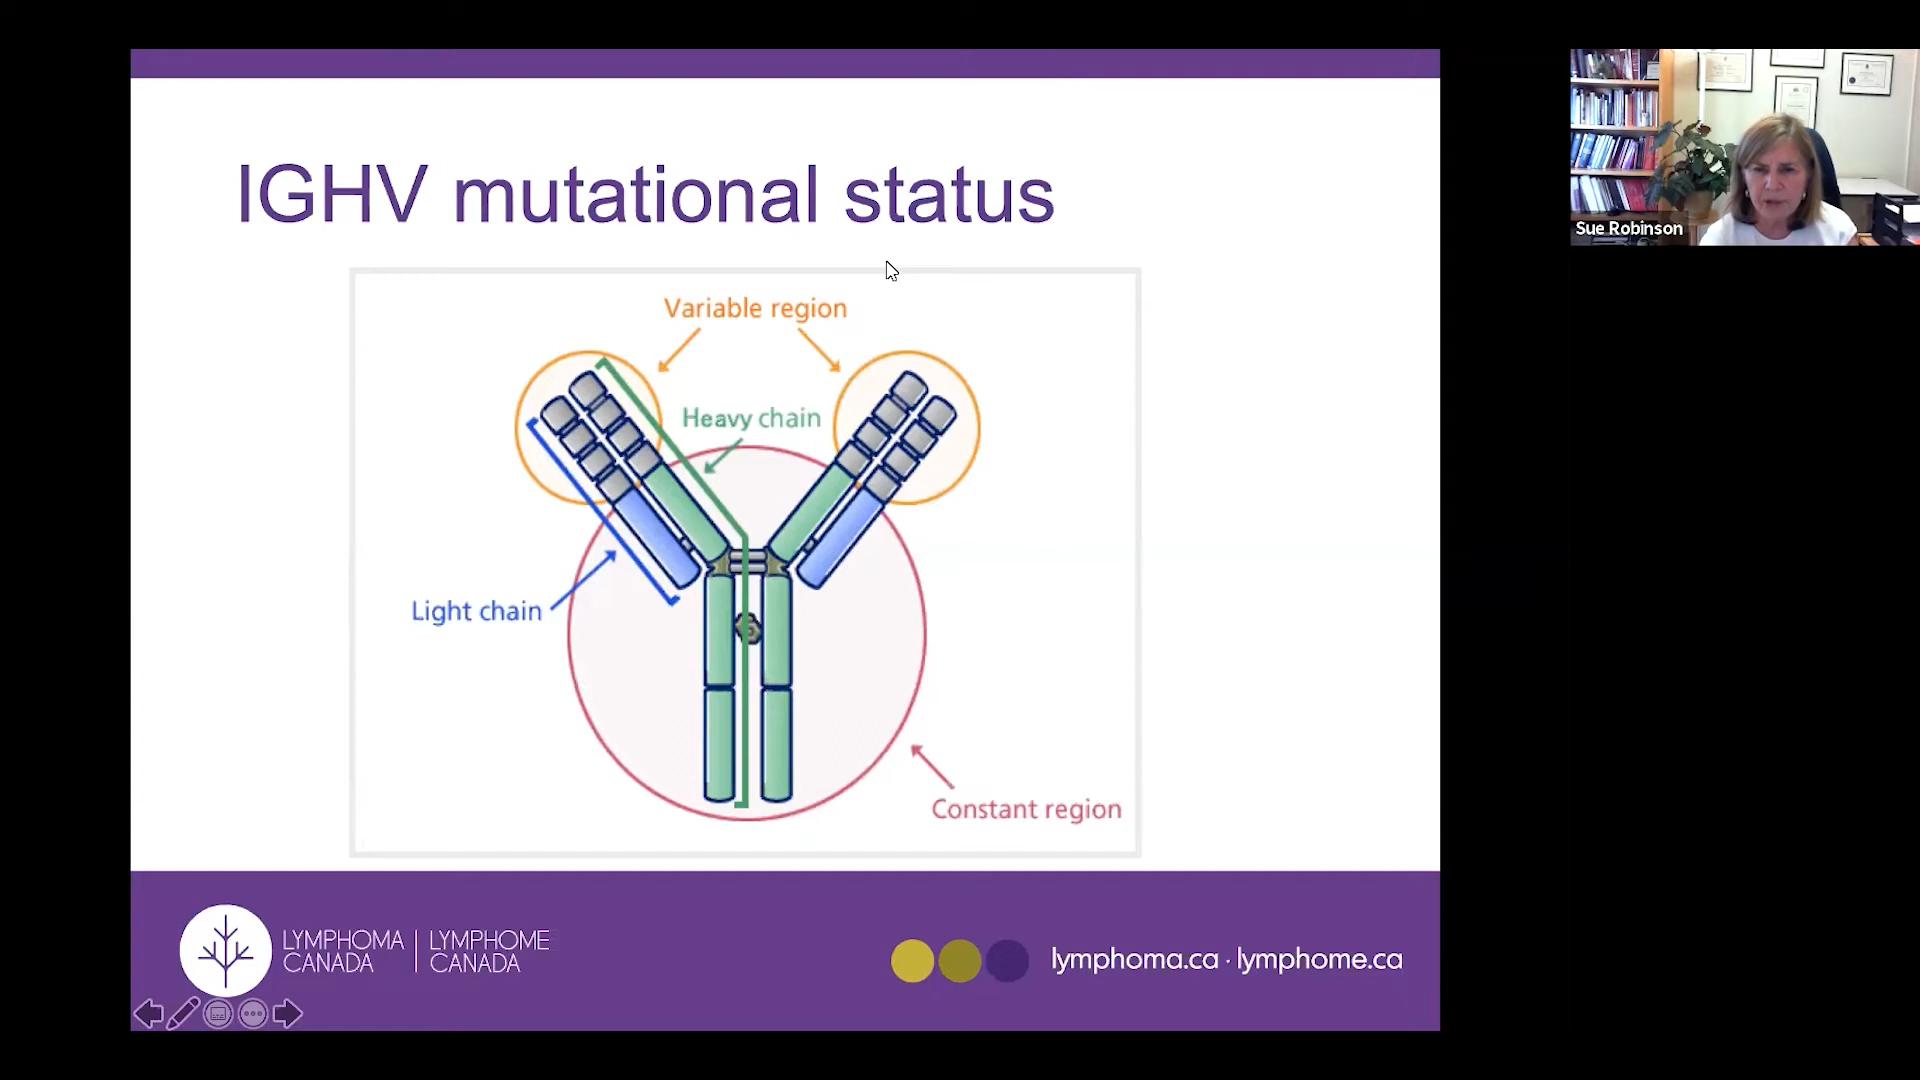 IGHV mutational status
Variable region
Heavy chain
Light chain
Constant region
LYMPHOMA
CANADA
LYMPHOME
CANADA
lymphoma.ca · lymphome.ca
Sue Robinson